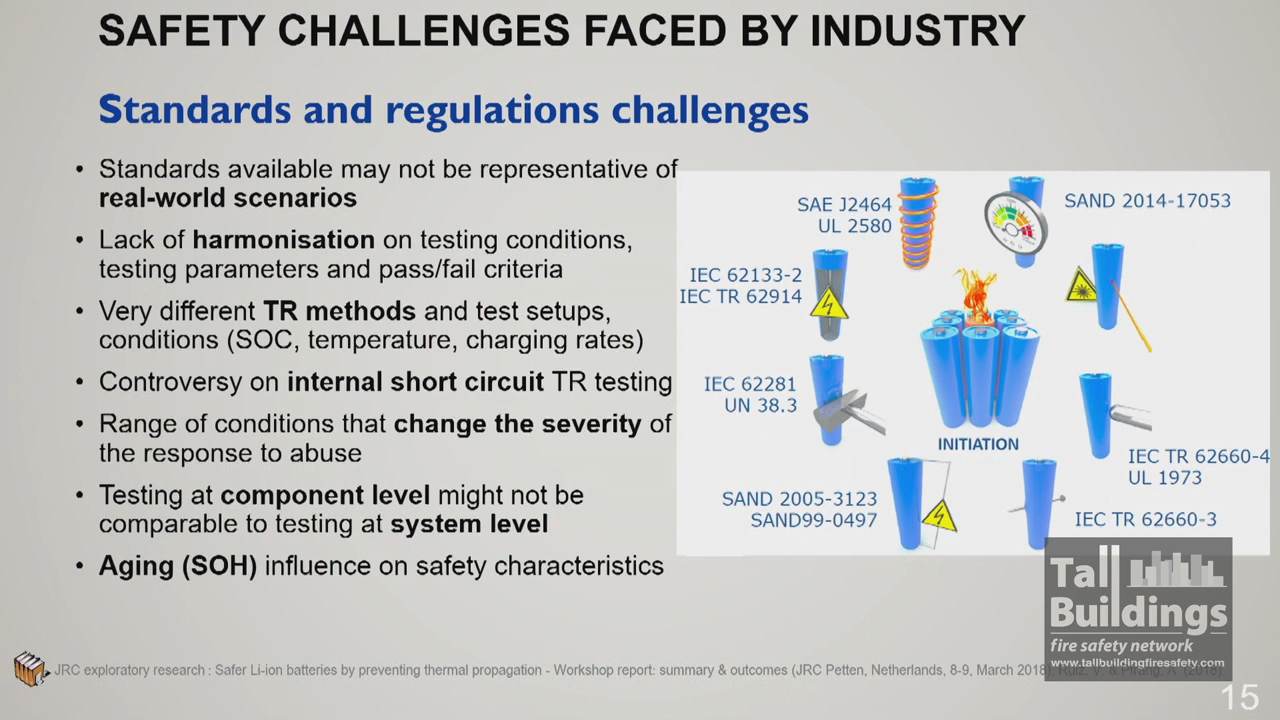 SAFETY CHALLENGES FACED BY INDUSTRY
Standards and regulations challenges
• Standards available may not be representative of
real-world scenarios
• Lack of harmonisation on testing conditions,
testing parameters and pass/fail criteria
• Very different TR methods and test setups,
conditions (SOC, temperature, charging rates)
• Controversy on internal short circuit TR testing
• Range of conditions that change the severity of
the response to abuse
• Testing at component level might not be
comparable to testing at system level
• Aging (SOH) influence on safety characteristics
SAE J2464
UL 2580
SAND 2014-17053
IEC 62133-2
IEC TR 62914
IEC 62281
UN 38.3
INITIATION
IEC TR 62660-4
UL 1973
SAND 2005-3123
SAND99-0497
IEC TR 62660-3
Tall
Buildings
fire safety network
www.tallbuildingfiresafety.com
JRC exploratory research : Safer Li-ion batteries by preventing thermal propagation - Workshop report: summary & outcomes (JRC Petten, Netherlands, 8-9, March 2018). Ruiz, V. & Pfrang, A. (2018).
15